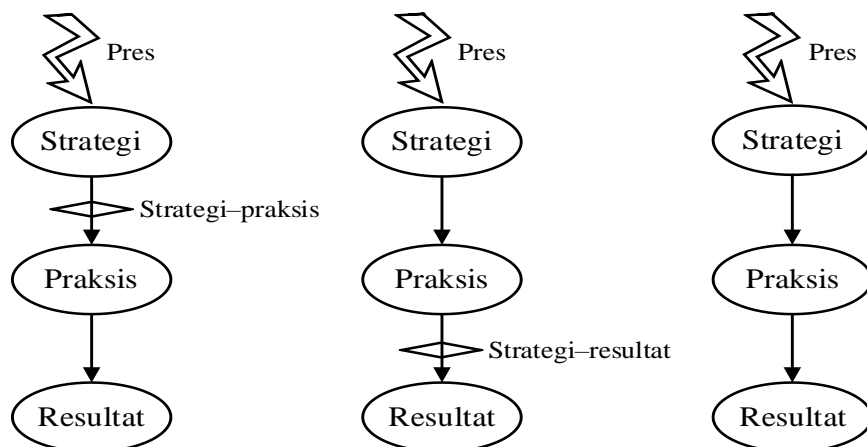 Pres
Strategi
Strategi–praksis
Praksis
Resultat
Pres
Strategi
Praksis
Strategi–resultat
Resultat
Pres
Strategi
Praksis
Resultat